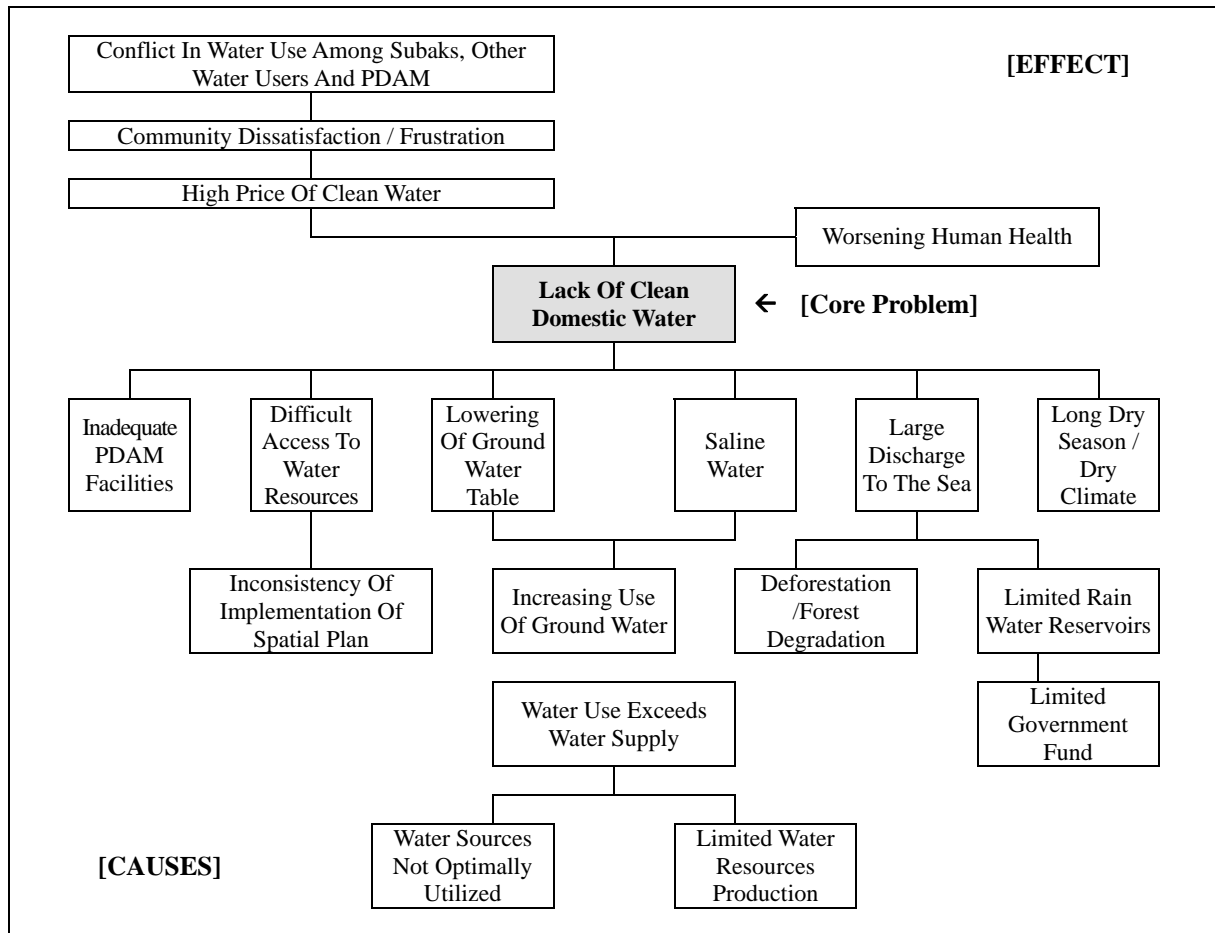 Conflict In Water Use Among Subaks, Other
Water Users And PDAM
[EFFECT]
Community Dissatisfaction / Frustration
High Price Of Clean Water
Worsening Human Health
Lack Of Clean
Domestic Water
← [Core Problem]
Inadequate
PDAM
Facilities
Difficult
Access To
Water
Resources
Lowering
Of Ground
Water
Table
Saline
Water
Large
Discharge
To The Sea
Long Dry
Season /
Dry
Climate
Inconsistency Of
Implementation Of
Spatial Plan
Increasing Use
Of Ground Water
Deforestation
/Forest
Degradation
Limited Rain
Water Reservoirs
Water Use Exceeds
Water Supply
Limited
Government
Fund
Water Sources
Not Optimally
Utilized
Limited Water
Resources
Production
[CAUSES]